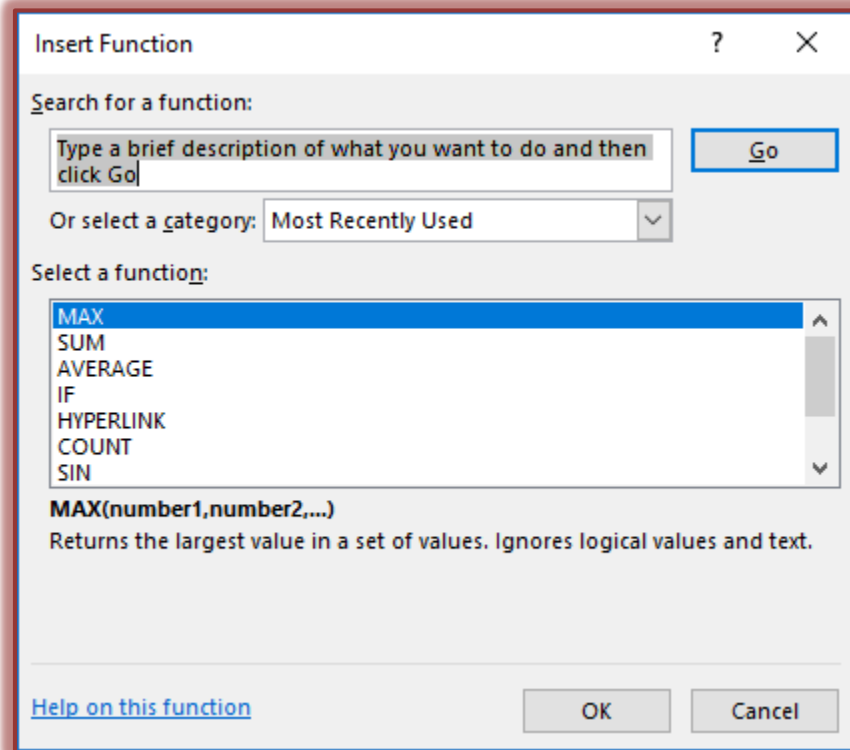 Insert Function
?
Search for a function:
Type a brief description of what you want to do and then
click Go
Go
Or select a category:
Most Recently Used
Select a function:
MAX
SUM
AVERAGE
IF
HYPERLINK
COUNT
SIN
MAX(number1,number2,...)
Returns the largest value in a set of values. Ignores logical values and text.
Help on this function
OK
Cancel